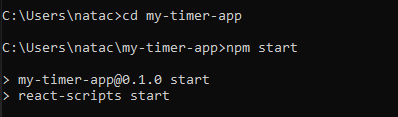 C:\Users\natac>cd my-timer-app
C:\Users\natac\my-timer-app>npm start
> my-timer-app@0.1.0 start
> react-scripts start